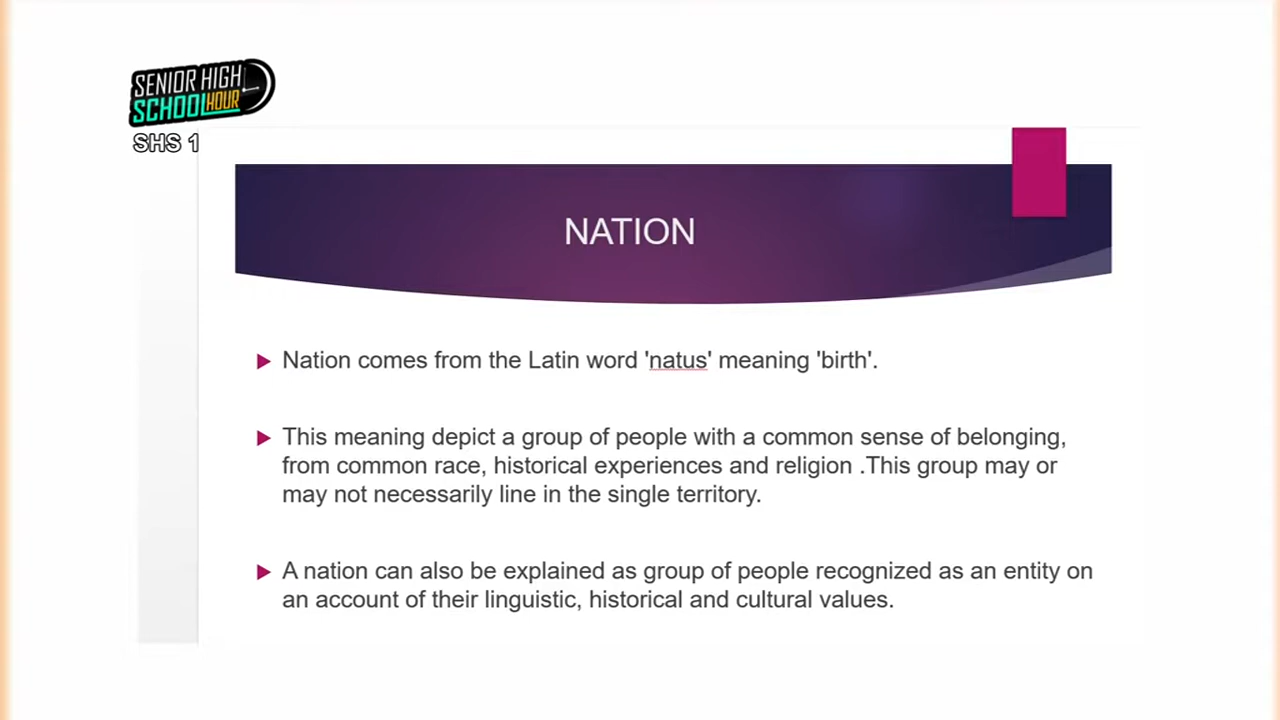 SENIOR HIGH
SCHOOL HOUR
SHS 1
NATION
Nation comes from the Latin word 'natus' meaning 'birth'.
This meaning depict a group of people with a common sense of belonging,
from common race, historical experiences and religion .This group may or
may not necessarily line in the single territory.
A nation can also be explained as group of people recognized as an entity on
an account of their linguistic, historical and cultural values.